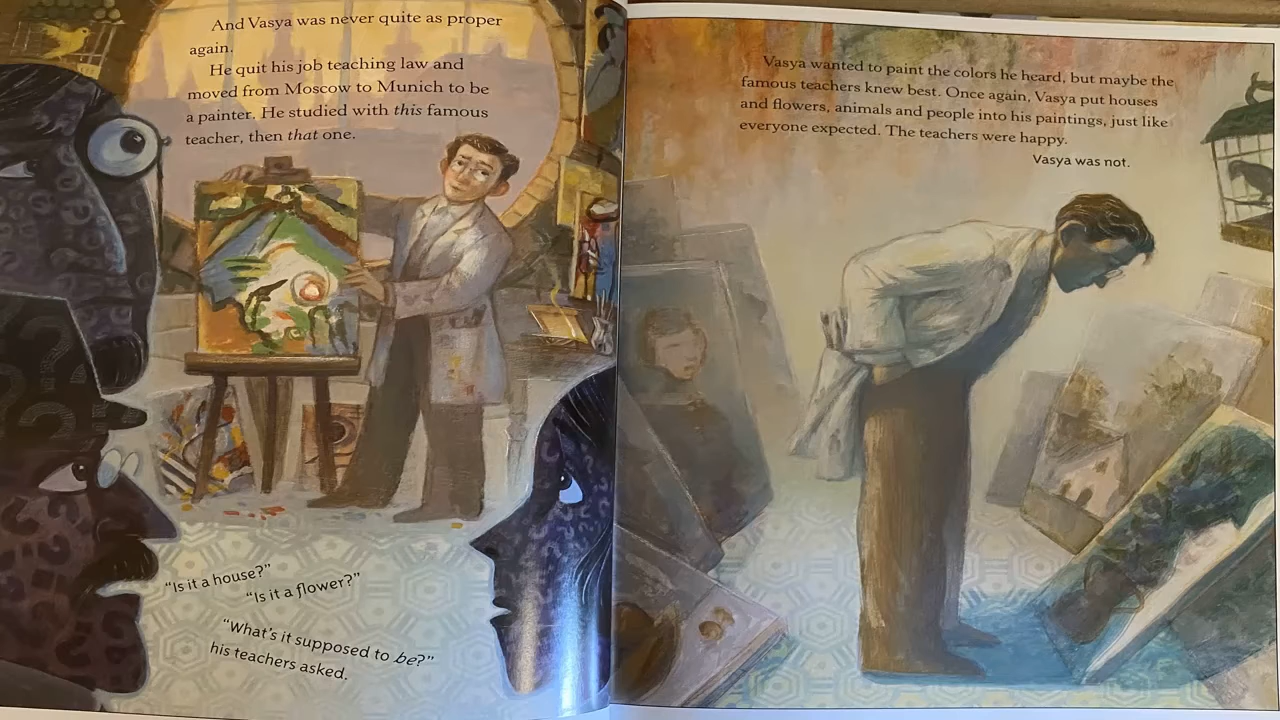 And Vasya was never quite as proper
again.
He quit his job teaching law and
moved from Moscow to Munich to be
a painter. He studied with this famous
teacher, then that one.
“Is it a house?”
“Is it a flower?”
“What’s it supposed to be?”
his teachers asked.
Vasya wanted to paint the colors he heard, but maybe the
famous teachers knew best. Once again, Vasya put houses
and flowers, animals and people into his paintings, just like
everyone expected. The teachers were happy.
Vasya was not.